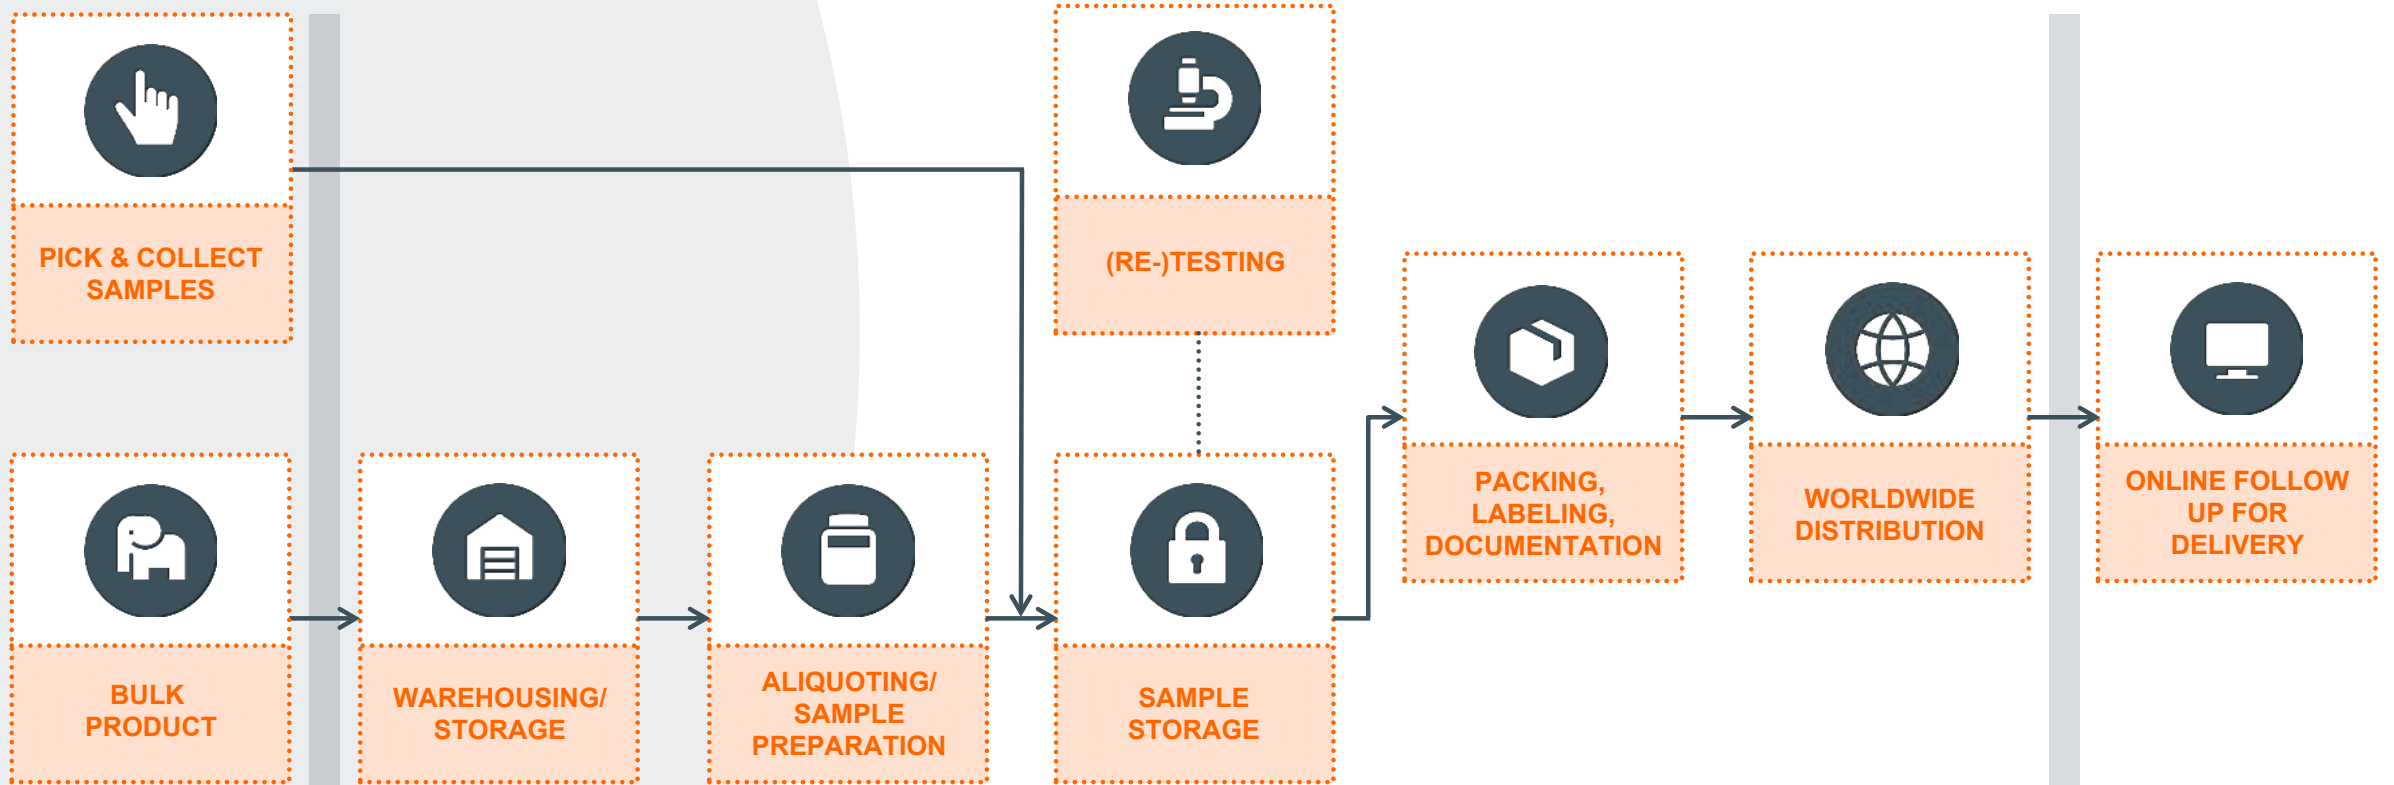 PICK & COLLECT
SAMPLES
(RE-)TESTING
BULK
PRODUCT
WAREHOUSING/
STORAGE
ALIQUOTING/
SAMPLE
PREPARATION
SAMPLE
STORAGE
PACKING,
LABELING,
DOCUMENTATION
WORLDWIDE
DISTRIBUTION
ONLINE FOLLOW
UP FOR
DELIVERY